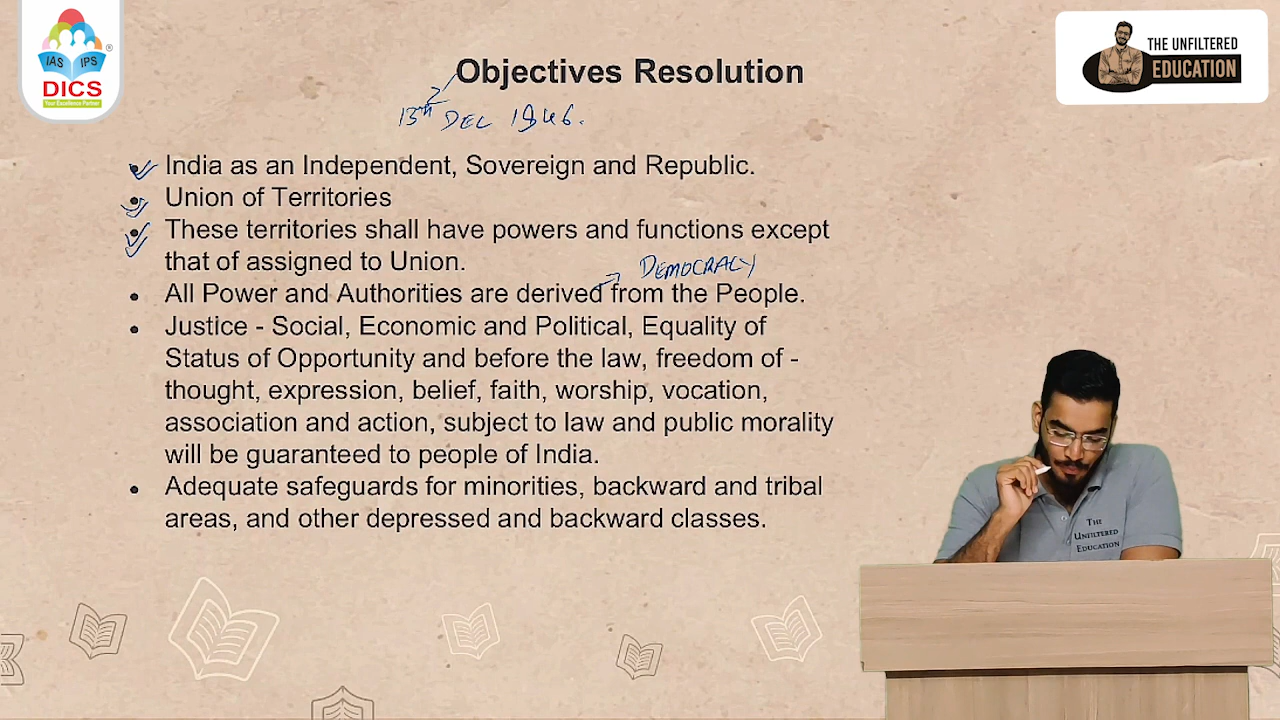 IAS IPS
DICS
Your Excellence Partner
THE UNFILTERED
EDUCATION
Objectives Resolution
13th DEC 1946.
• India as an Independent, Sovereign and Republic.
• Union of Territories
• These territories shall have powers and functions except
that of assigned to Union.
DEMOCRACY
• All Power and Authorities are derived from the People.
• Justice - Social, Economic and Political, Equality of
Status of Opportunity and before the law, freedom of -
thought, expression, belief, faith, worship, vocation,
association and action, subject to law and public morality
will be guaranteed to people of India.
• Adequate safeguards for minorities, backward and tribal
areas, and other depressed and backward classes.
THE
UNFILTERED
EDUCATION